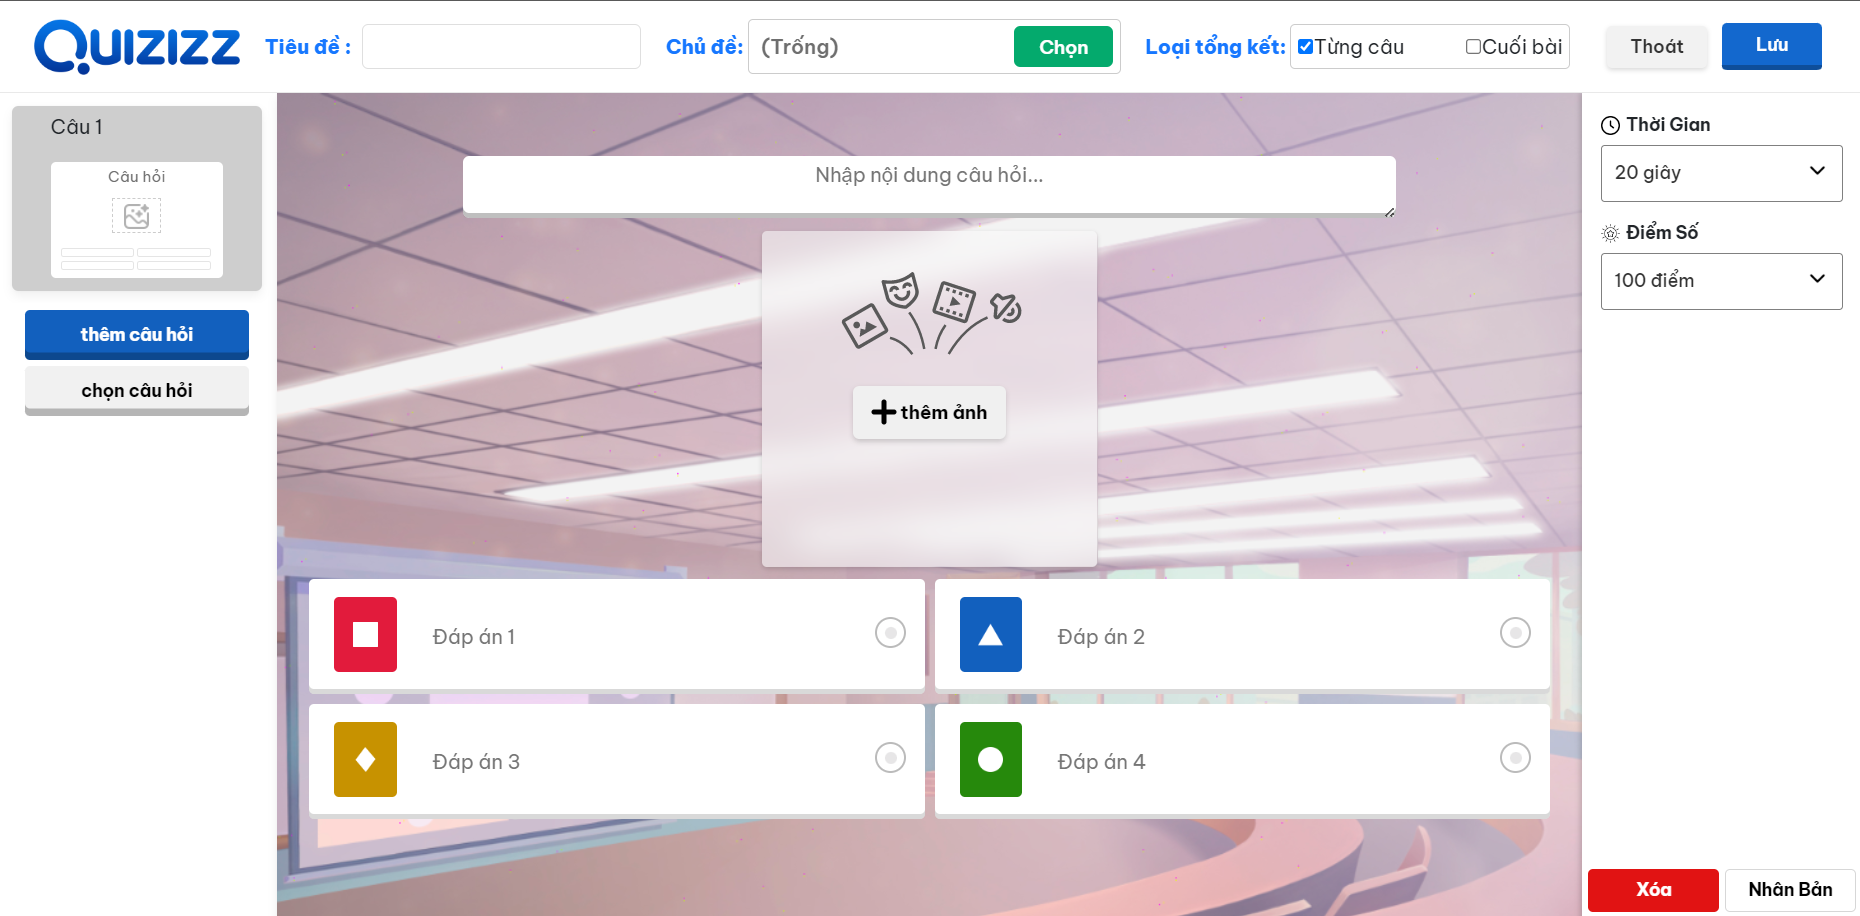 QUIZIZZ
Tiêu đề :
Chủ đề: (Trống) Chọn
Loại tổng kết: Từng câu Cuối bài
Thoát
Lưu
Câu 1
Câu hỏi
thêm câu hỏi
chọn câu hỏi
Nhập nội dung câu hỏi...
thêm ảnh
Đáp án 1
Đáp án 2
Đáp án 3
Đáp án 4
Thời Gian
20 giây
Điểm Số
100 điểm
Xóa
Nhân Bản